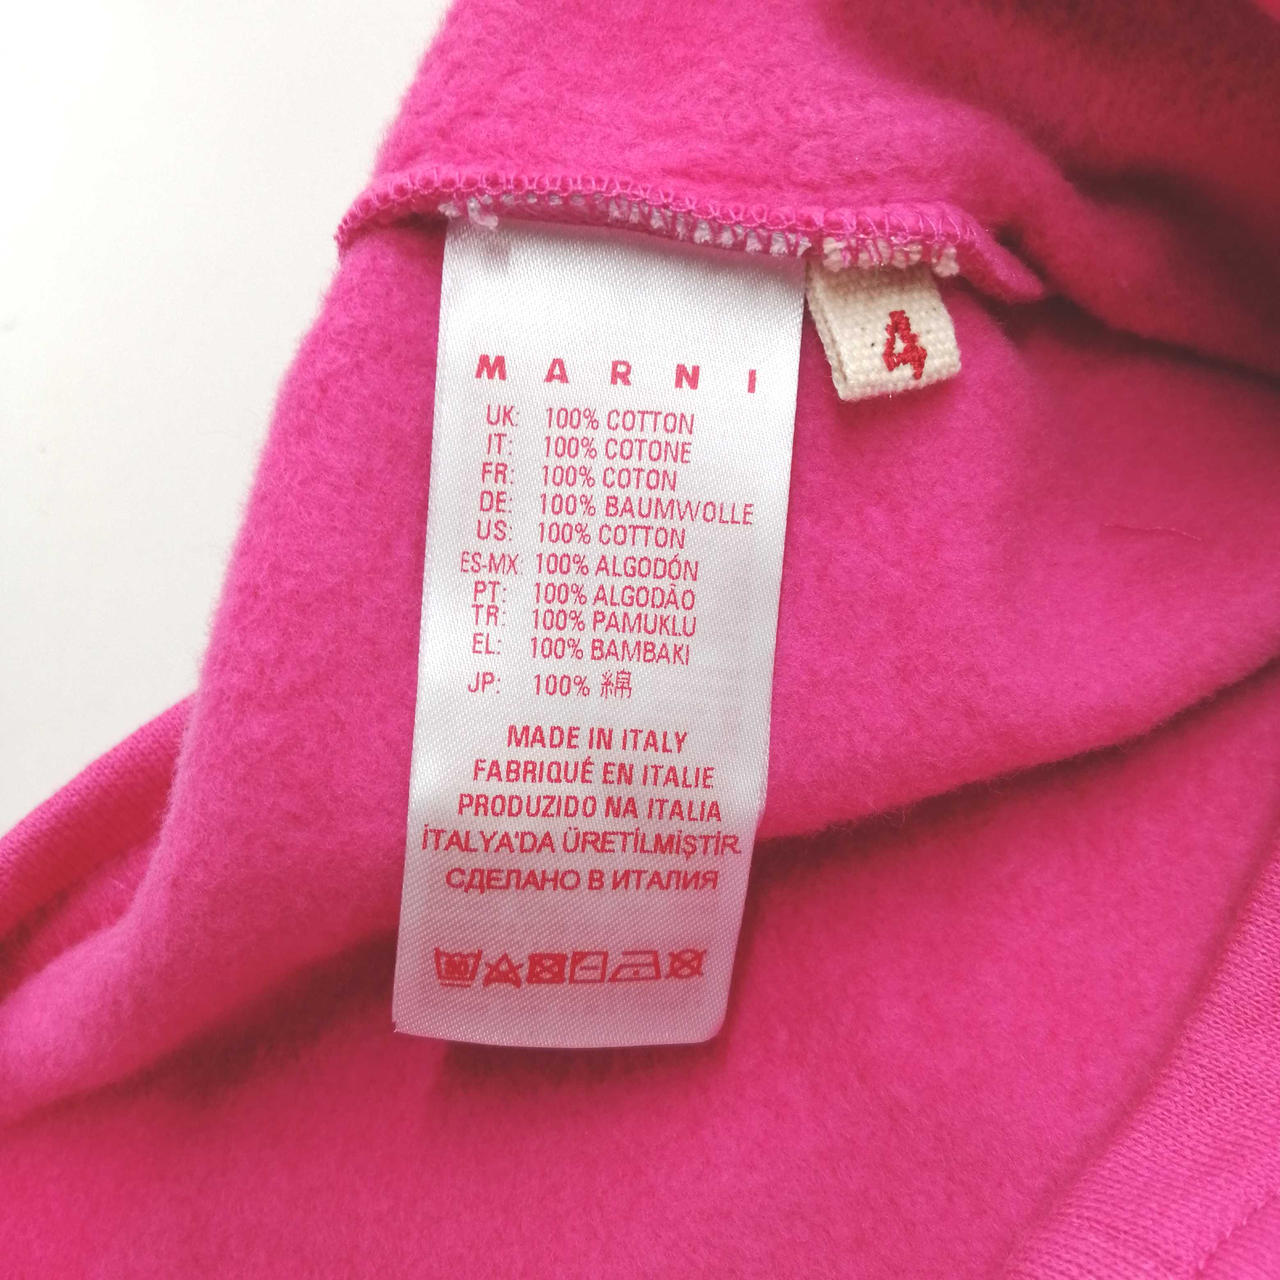 MARNI
4
UK: 100% COTTON
IT: 100% COTONE
FR: 100% COTON
DE: 100% BAUMWOLLE
US: 100% COTTON
ES-MX: 100% ALGODÓN
PT: 100% ALGODÃO
TR: 100% PAMUKLU
EL: 100% BAMBAKI
JP: 100% 綿
MADE IN ITALY
FABRIQUÉ EN ITALIE
PRODUZIDO NA ITALIA
İTALYA'DA ÜRETİLMİŞTİR
СДЕЛАНО В ИТАЛИЯ
30